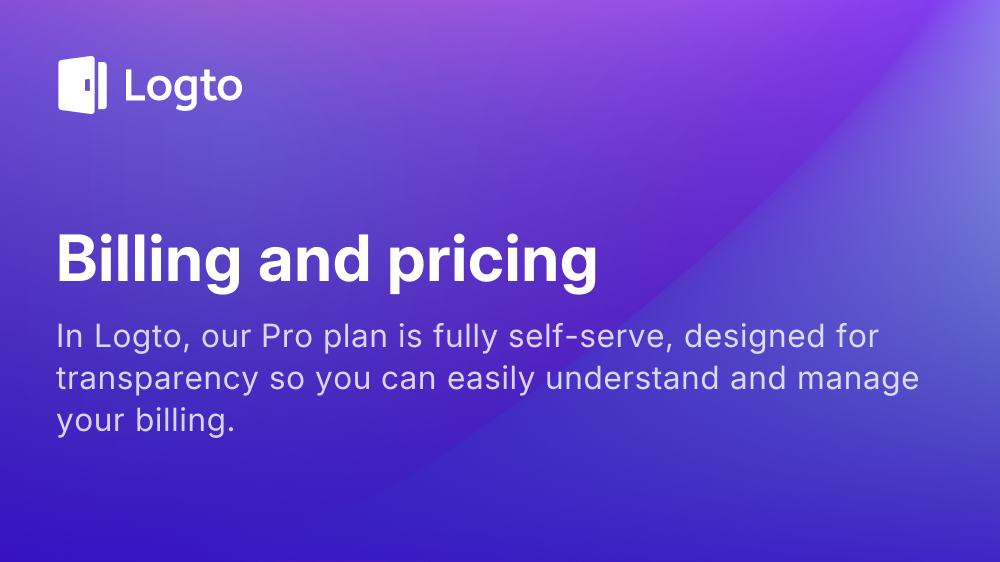 Logto
Billing and pricing
In Logto, our Pro plan is fully self-serve, designed for
transparency so you can easily understand and manage
your billing.